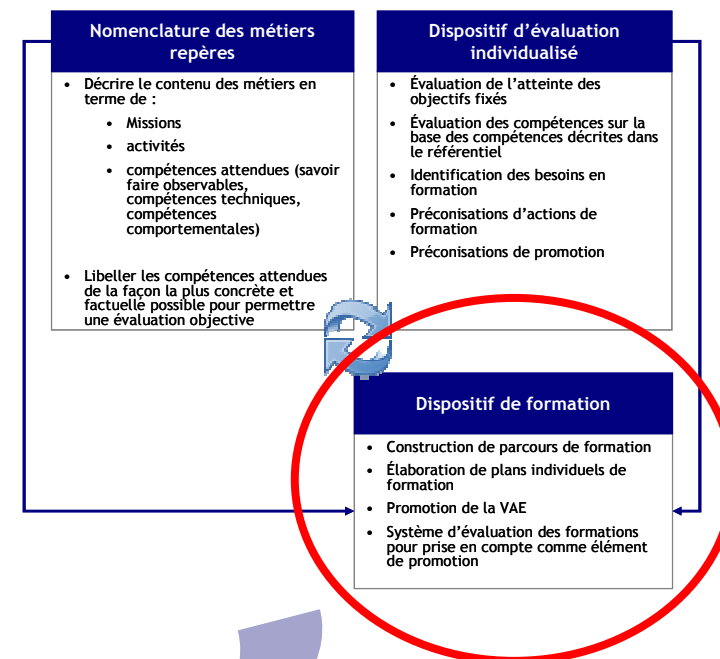 Nomenclature des métiers
repères
• Décrire le contenu des métiers en
terme de :
• Missions
• activités
• compétences attendues (savoir
faire observables,
compétences techniques,
compétences
comportementales)
• Libeller les compétences attendues
de la façon la plus concrète et
factuelle possible pour permettre
une évaluation objective
Dispositif d’évaluation
individualisé
• Évaluation de l’atteinte des
objectifs fixés
• Évaluation des compétences sur la
base des compétences décrites dans
le référentiel
• Identification des besoins en
formation
• Préconisations d’actions de
formation
• Préconisations de promotion
Dispositif de formation
• Construction de parcours de formation
• Élaboration de plans individuels de
formation
• Promotion de la VAE
• Système d’évaluation des formations
pour prise en compte comme élément
de promotion